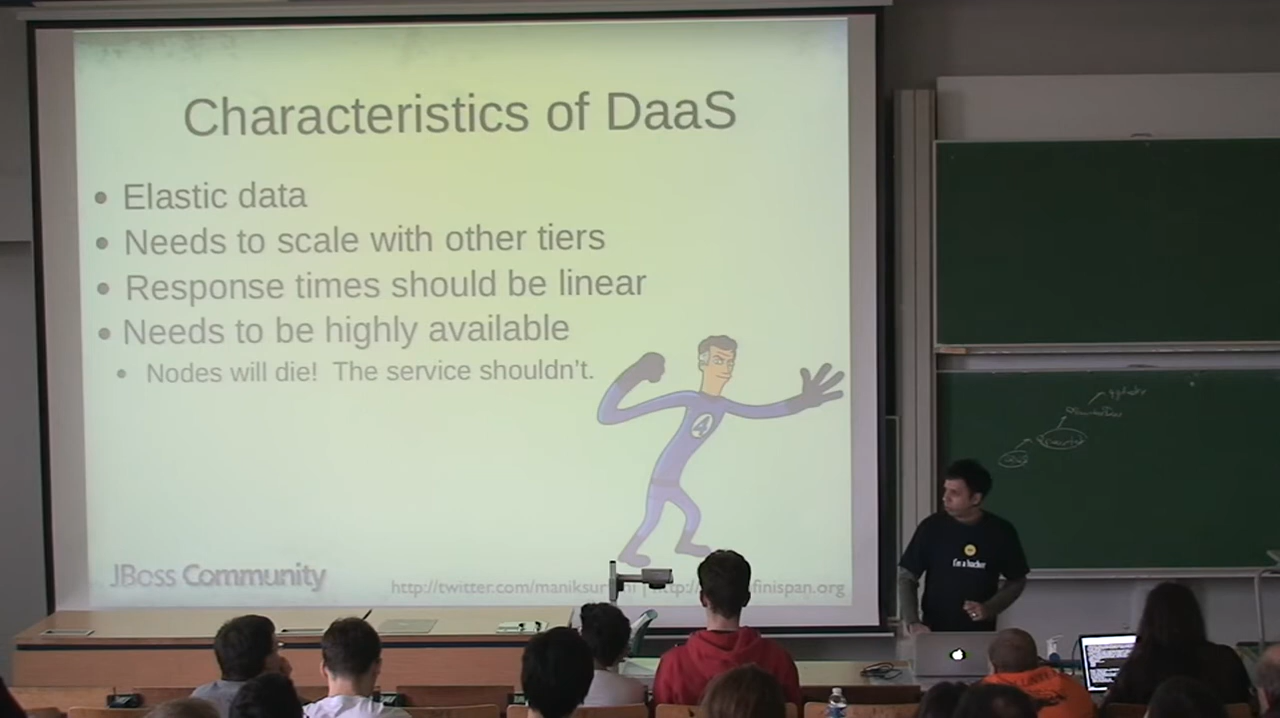 Characteristics of DaaS
• Elastic data
• Needs to scale with other tiers
• Response times should be linear
• Needs to be highly available
• Nodes will die! The service shouldn't.
4
JBoss Community
I'm a hacker